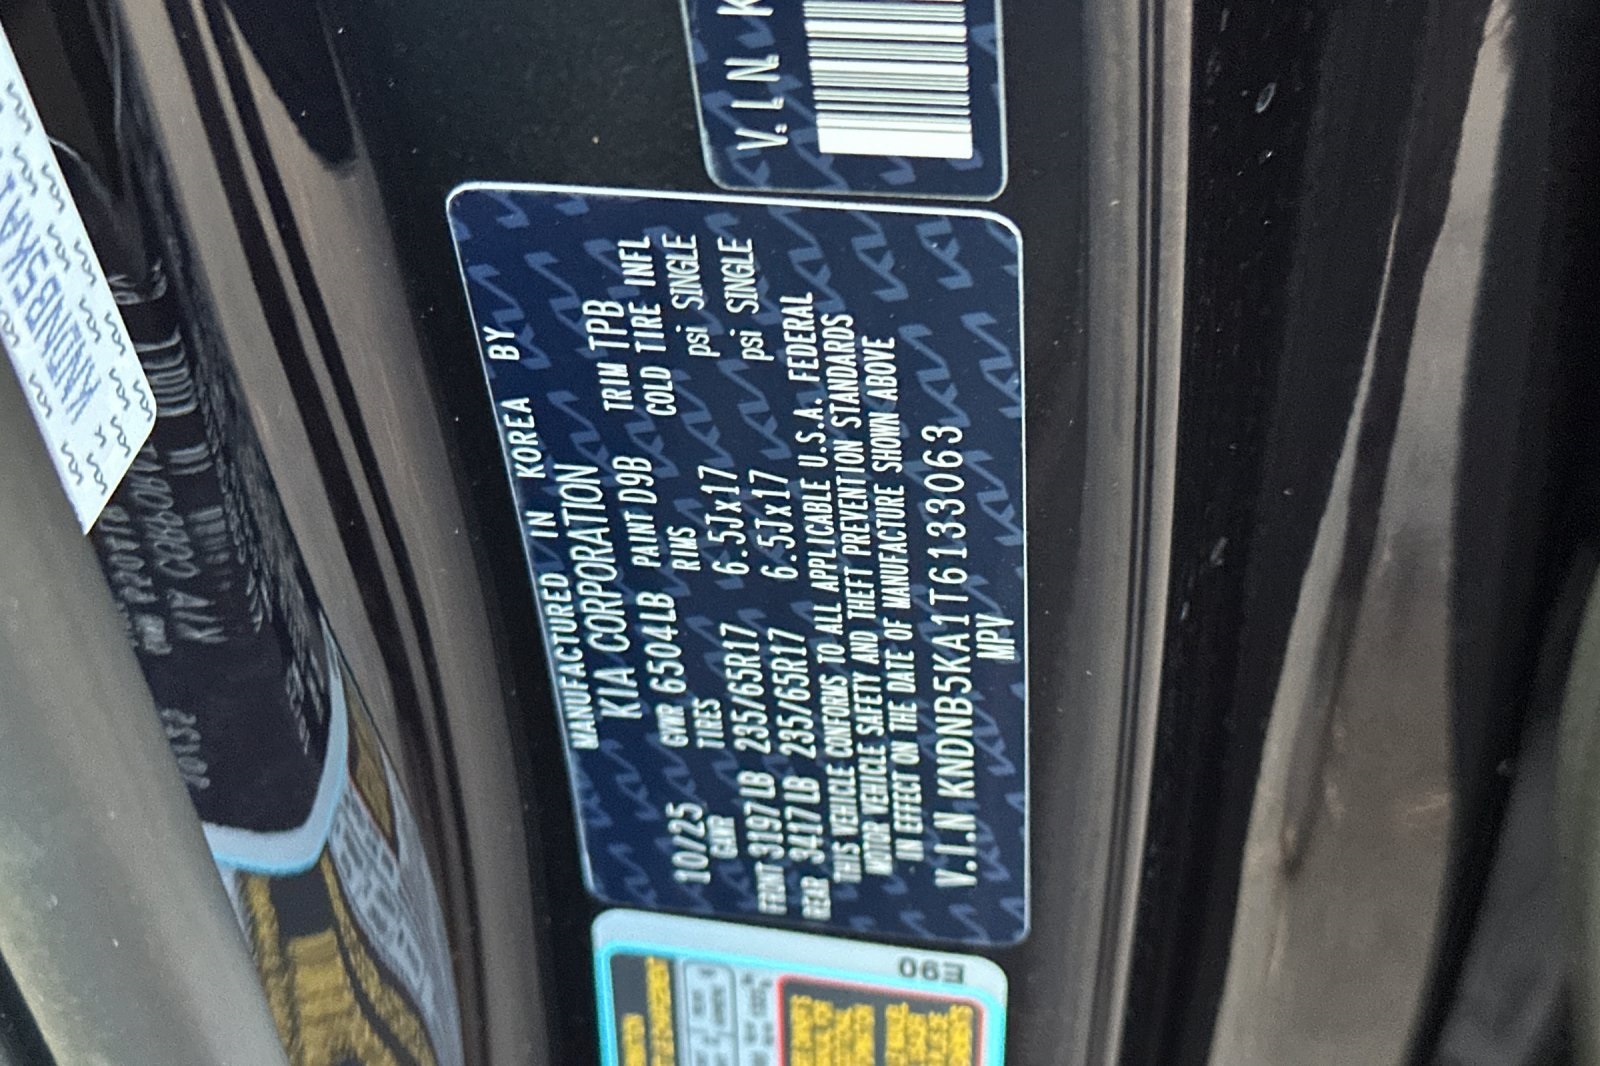 V.I.N. K
MANUFACTURED IN KOREA BY
KIA CORPORATION
10/25 GVWR 6504LB PAINT D9B TRIM TPB
GAWR TIRES RIMS COLD TIRE INFL
FRONT 3197LB 235/65R17 6.5Jx17 psi SINGLE
REAR 3417LB 235/65R17 6.5Jx17 psi SINGLE
THIS VEHICLE CONFORMS TO ALL APPLICABLE U.S.A. FEDERAL
MOTOR VEHICLE SAFETY AND THEFT PREVENTION STANDARDS
IN EFFECT ON THE DATE OF MANUFACTURE SHOWN ABOVE
V.I.N KNDNB5KA1T6133063
MPV
E90
KNDNB5KA1